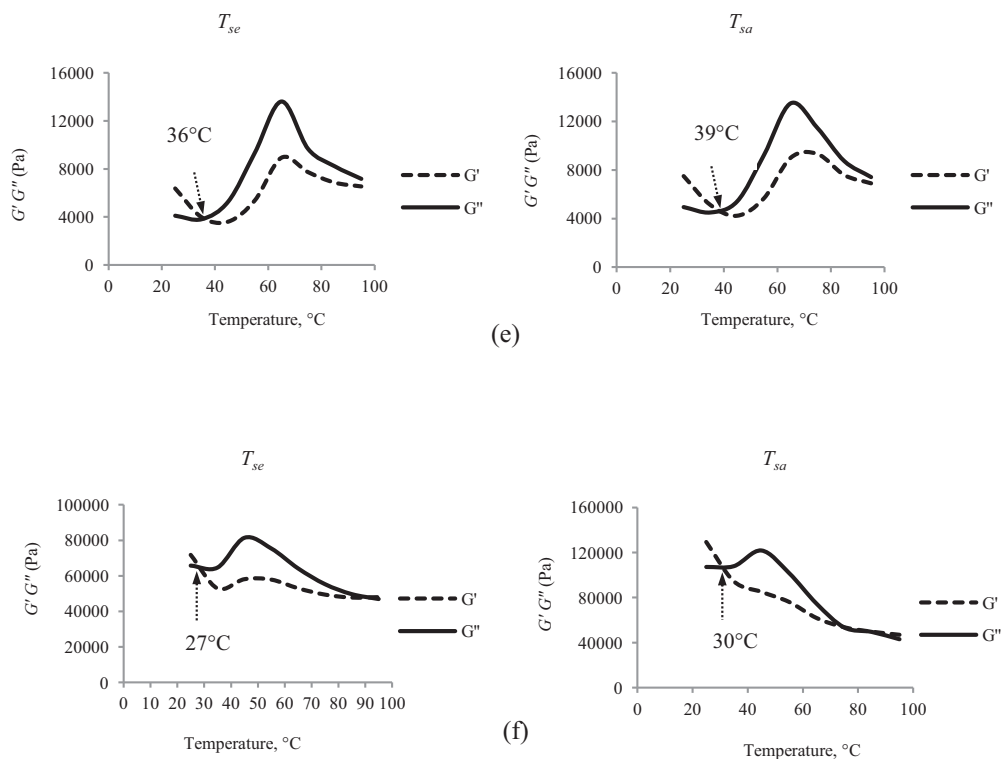 T_se
16000
12000
8000
4000
0
G′ G″ (Pa)
36°C
G'
G"
0 20 40 60 80 100
Temperature, °C
T_sa
16000
12000
8000
4000
0
G′ G″ (Pa)
39°C
G'
G"
0 20 40 60 80 100
Temperature, °C
(e)
T_se
100000
80000
60000
40000
20000
0
G′ G″ (Pa)
27°C
G'
G"
0 10 20 30 40 50 60 70 80 90 100
Temperature, °C
T_sa
160000
120000
80000
40000
0
G′ G″ (Pa)
30°C
G'
G"
0 20 40 60 80 100
Temperature, °C
(f)